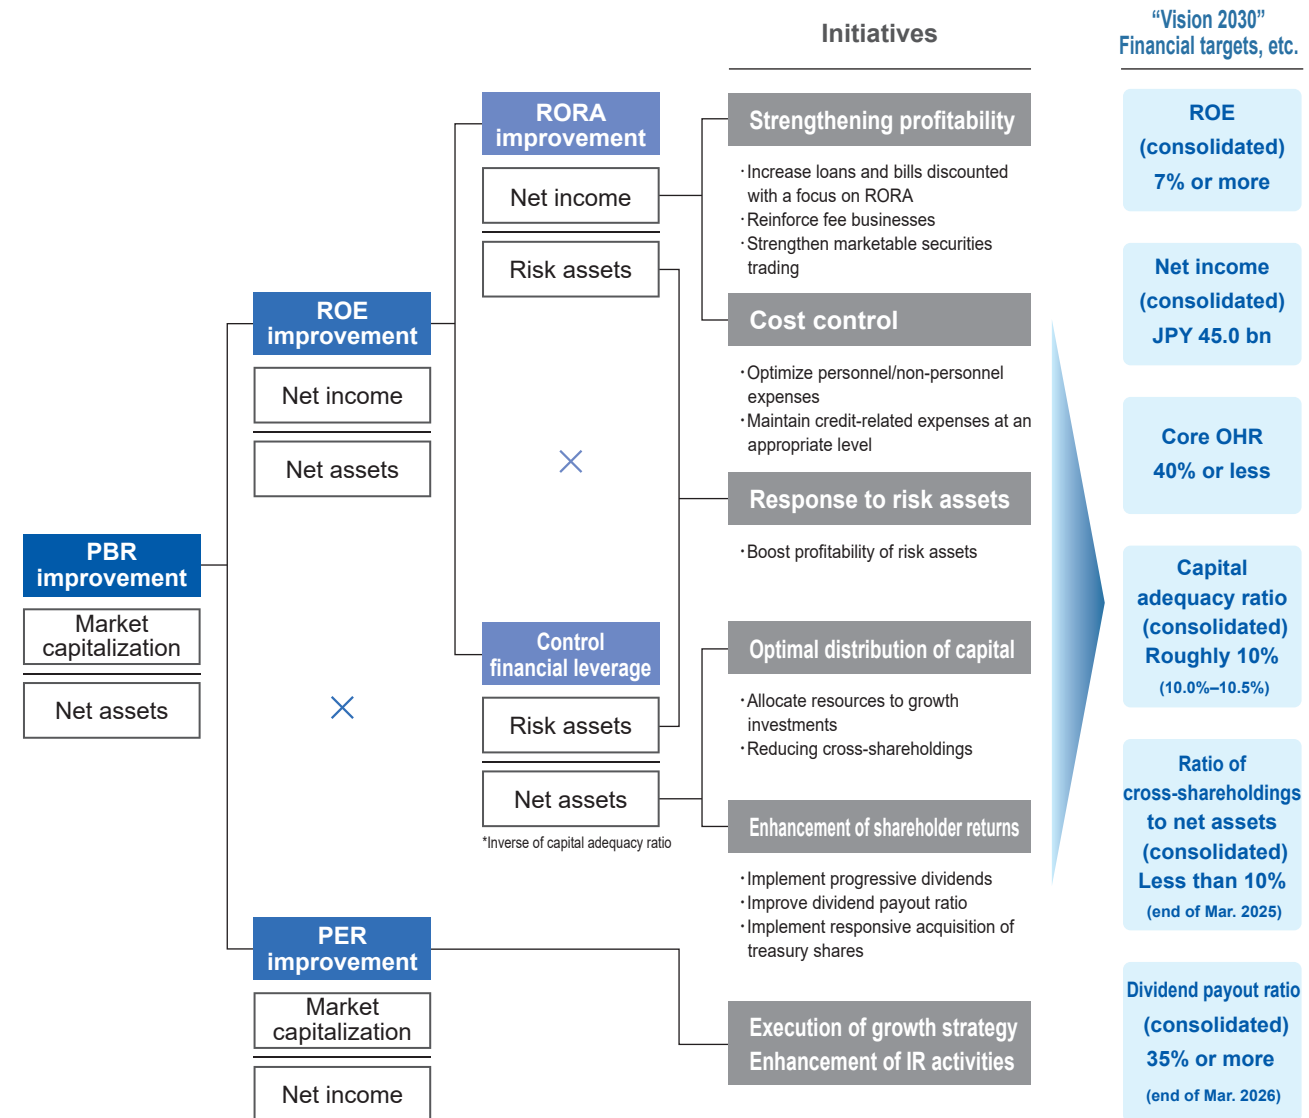 Initiatives
“Vision 2030”
Financial targets, etc.
PBR
improvement
Market
capitalization
Net assets
ROE
improvement
Net income
Net assets
×
PER
improvement
Market
capitalization
Net income
RORA
improvement
Net income
Risk assets
×
Control
financial leverage
Risk assets
Net assets
*Inverse of capital adequacy ratio
Strengthening profitability
・Increase loans and bills discounted
with a focus on RORA
・Reinforce fee businesses
・Strengthen marketable securities
trading
Cost control
・Optimize personnel/non-personnel
expenses
・Maintain credit-related expenses at an
appropriate level
Response to risk assets
・Boost profitability of risk assets
Optimal distribution of capital
・Allocate resources to growth
investments
・Reducing cross-shareholdings
Enhancement of shareholder returns
・Implement progressive dividends
・Improve dividend payout ratio
・Implement responsive acquisition of
treasury shares
Execution of growth strategy
Enhancement of IR activities
ROE
(consolidated)
7% or more
Net income
(consolidated)
JPY 45.0 bn
Core OHR
40% or less
Capital
adequacy ratio
(consolidated)
Roughly 10%
(10.0%–10.5%)
Ratio of
cross-shareholdings
to net assets
(consolidated)
Less than 10%
(end of Mar. 2025)
Dividend payout ratio
(consolidated)
35% or more
(end of Mar. 2026)